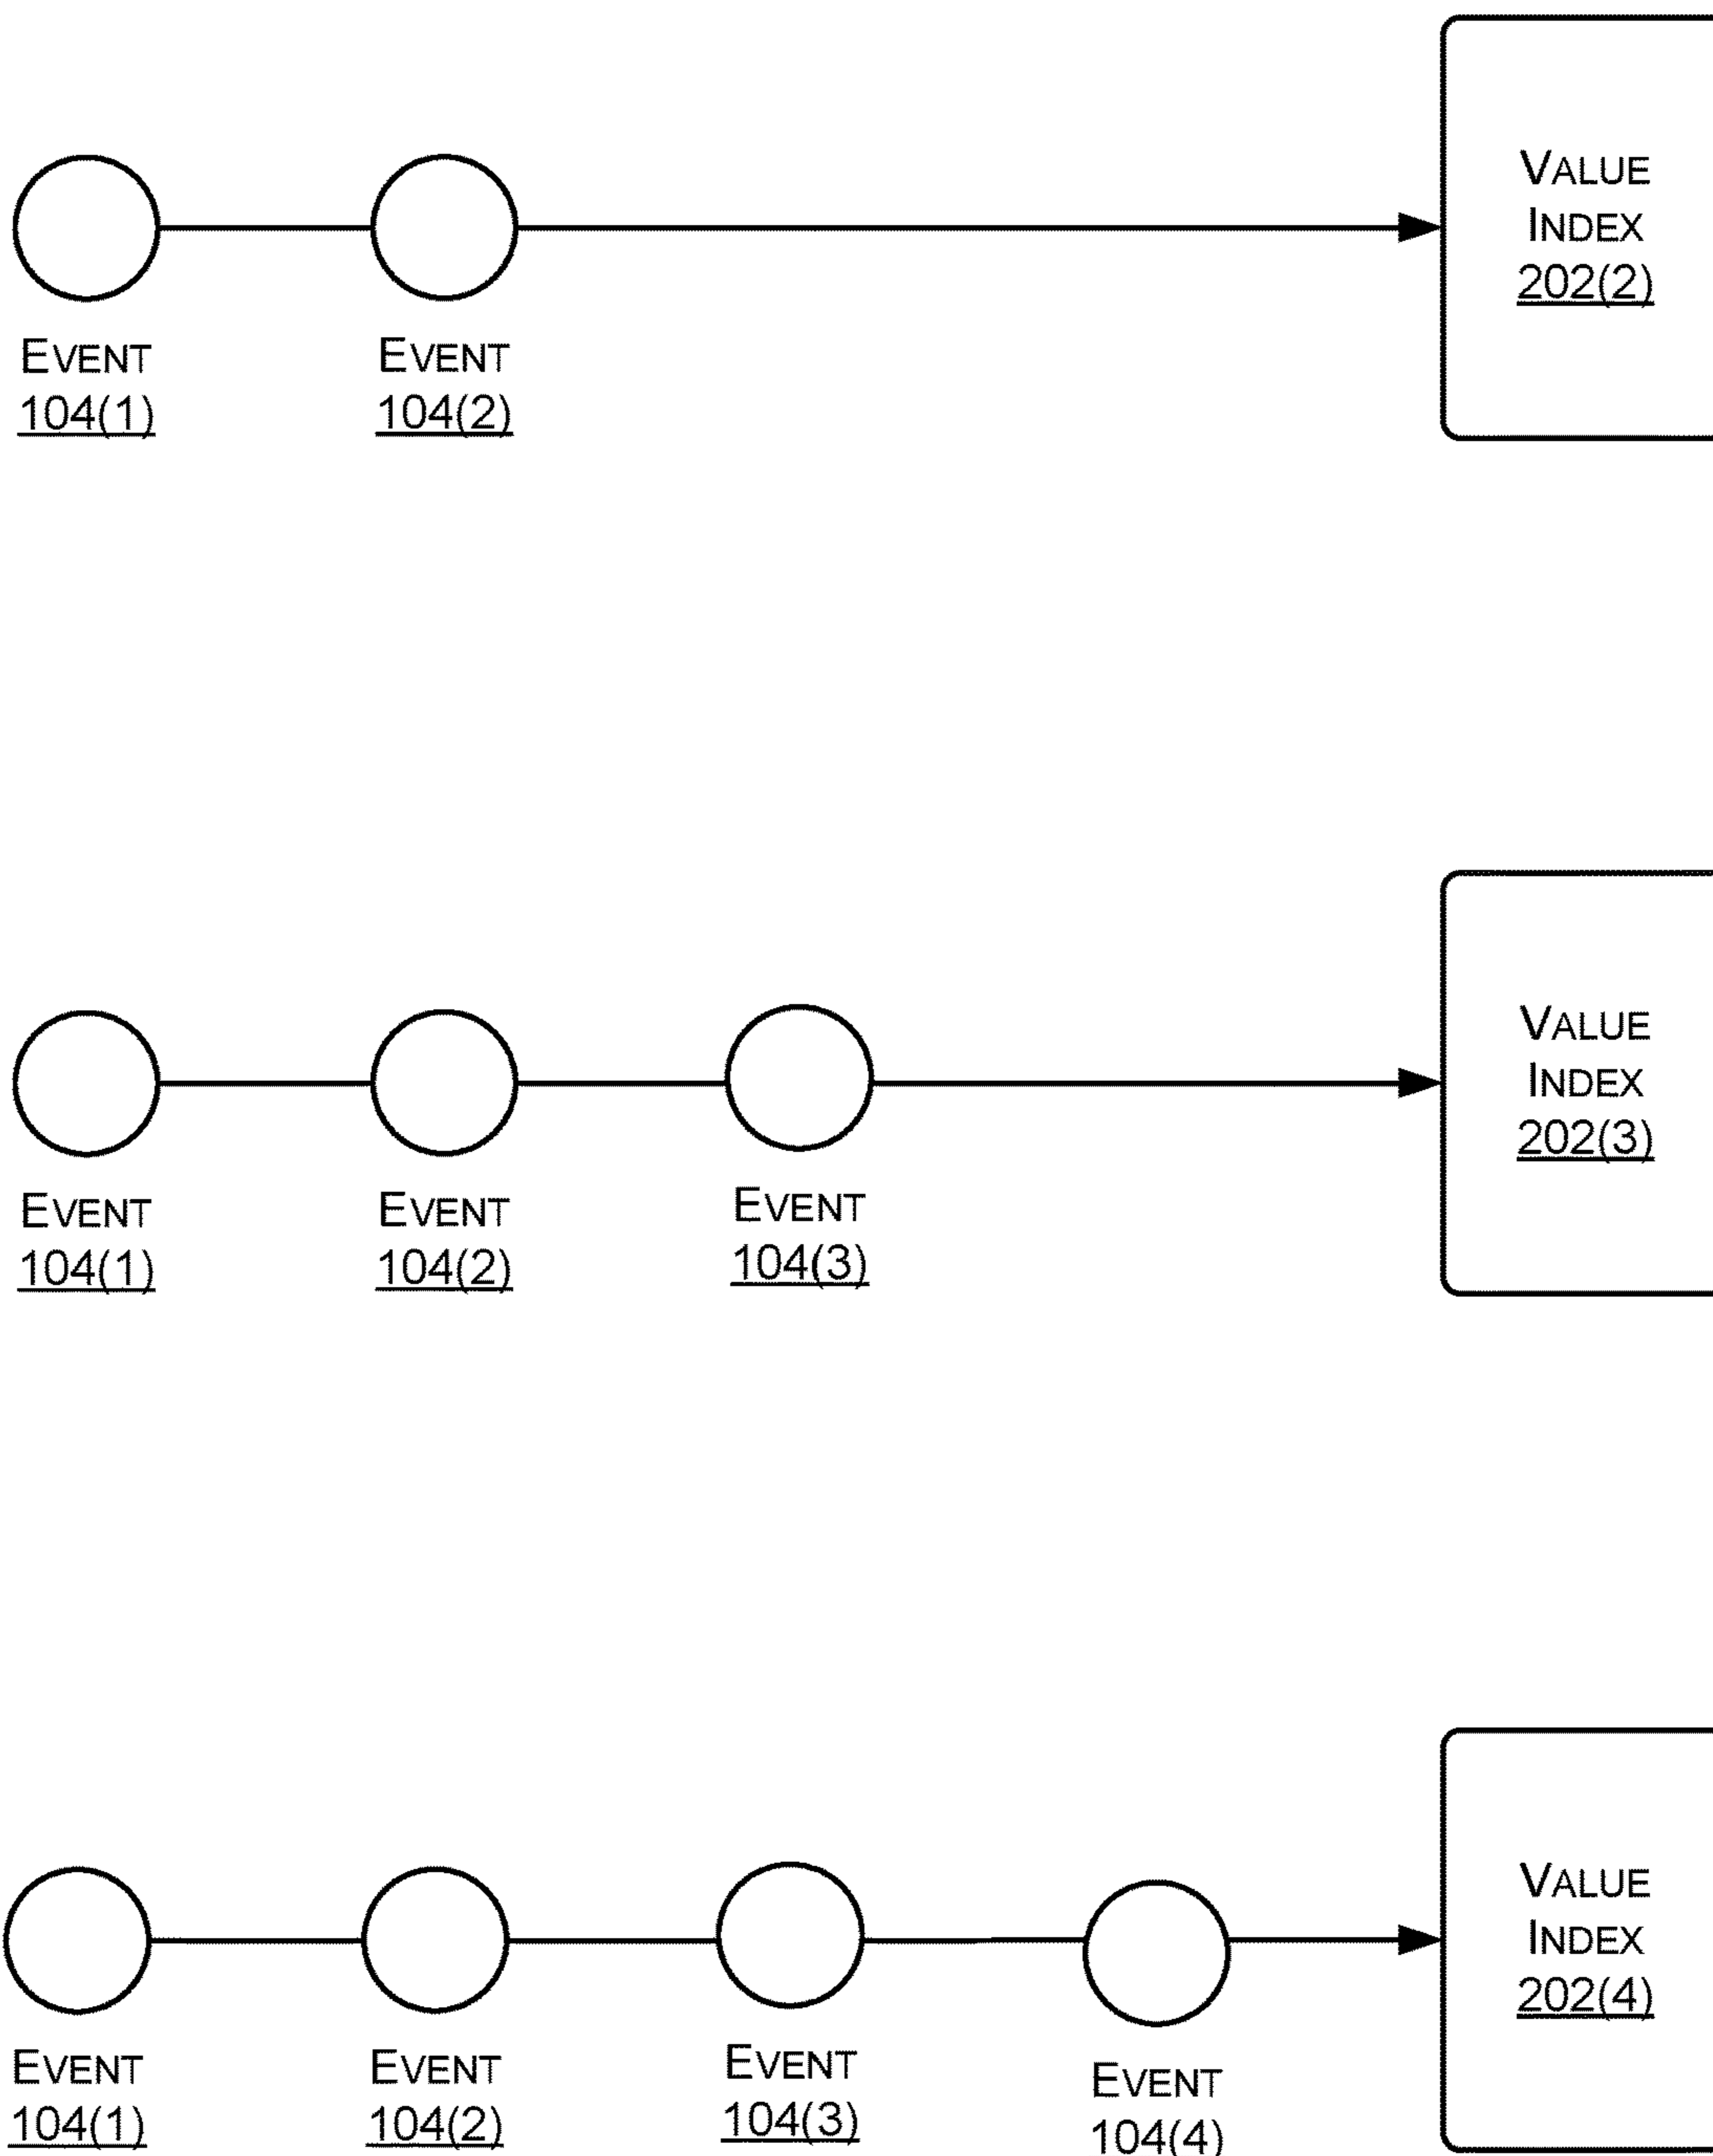 VALUE
INDEX
202(2)
EVENT
104(1)
EVENT
104(2)
VALUE
INDEX
202(3)
EVENT
104(1)
EVENT
104(2)
EVENT
104(3)
VALUE
INDEX
202(4)
EVENT
104(1)
EVENT
104(2)
EVENT
104(3)
EVENT
104(4)